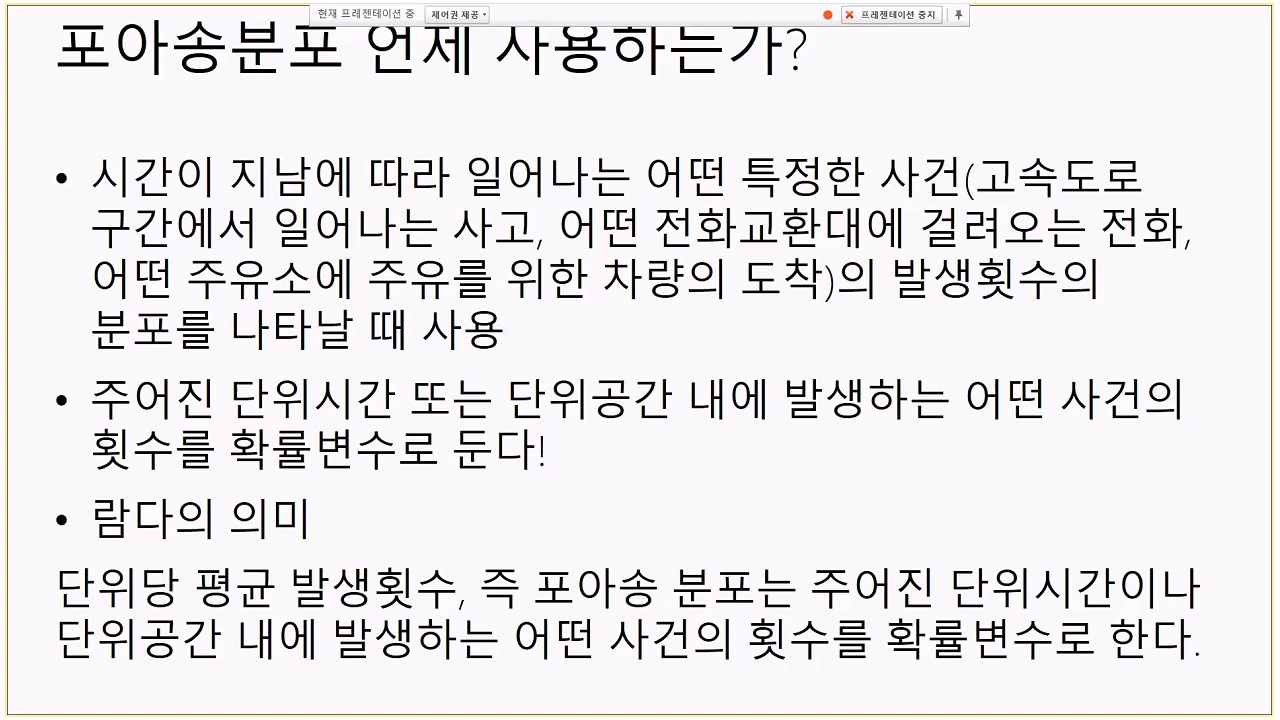 현재 프레젠테이션 중 제어권 제공 프레젠테이션 중지
포아송분포 언제 사용하는가?
• 시간이 지남에 따라 일어나는 어떤 특정한 사건(고속도로
구간에서 일어나는 사고, 어떤 전화교환대에 걸려오는 전화,
어떤 주유소에 주유를 위한 차량의 도착)의 발생횟수의
분포를 나타날 때 사용
• 주어진 단위시간 또는 단위공간 내에 발생하는 어떤 사건의
횟수를 확률변수로 둔다!
• 람다의 의미
단위당 평균 발생횟수, 즉 포아송 분포는 주어진 단위시간이나
단위공간 내에 발생하는 어떤 사건의 횟수를 확률변수로 한다.